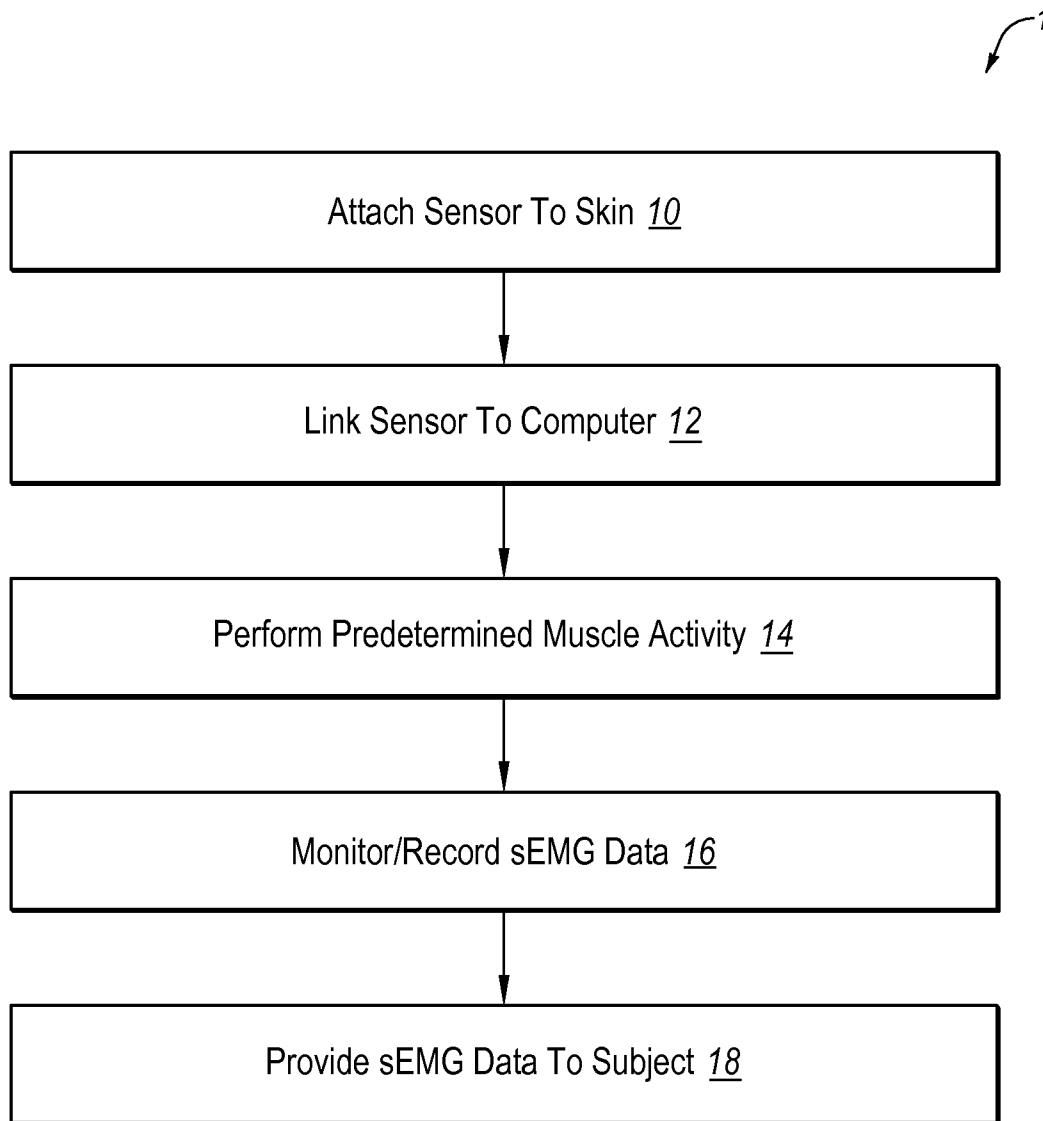 Attach Sensor To Skin 10
Link Sensor To Computer 12
Perform Predetermined Muscle Activity 14
Monitor/Record sEMG Data 16
Provide sEMG Data To Subject 18